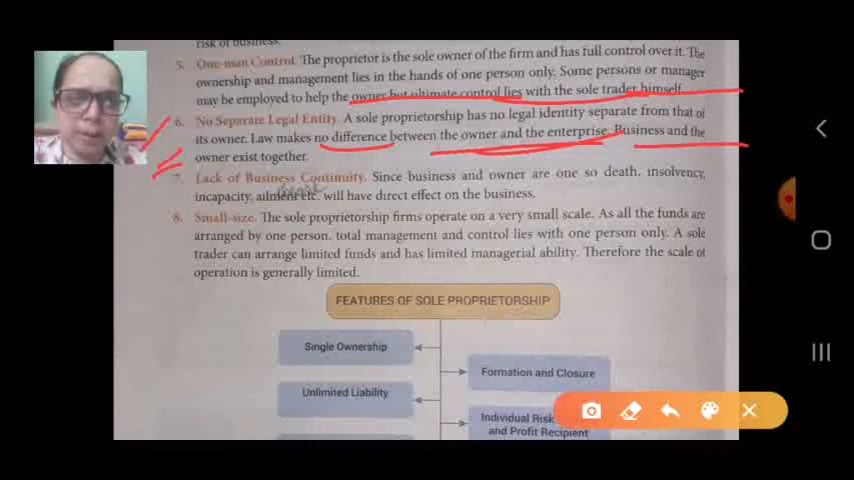 risk of business.
5. One-man Control. The proprietor is the sole owner of the firm and has full control over it. The
ownership and management lies in the hands of one person only. Some persons or manager
may be employed to help the owner but ultimate control lies with the sole trader himself.
6. No Separate Legal Entity. A sole proprietorship has no legal identity separate from that of
its owner. Law makes no difference between the owner and the enterprise. Business and the
owner exist together.
7. Lack of Business Continuity. Since business and owner are one so death, insolvency,
incapacity, ailment etc. will have direct effect on the business.
8. Small-size. The sole proprietorship firms operate on a very small scale. As all the funds are
arranged by one person, total management and control lies with one person only. A sole
trader can arrange limited funds and has limited managerial ability. Therefore the scale of
operation is generally limited.
FEATURES OF SOLE PROPRIETORSHIP
Single Ownership
Formation and Closure
Unlimited Liability
Individual Risk
and Profit Recipient